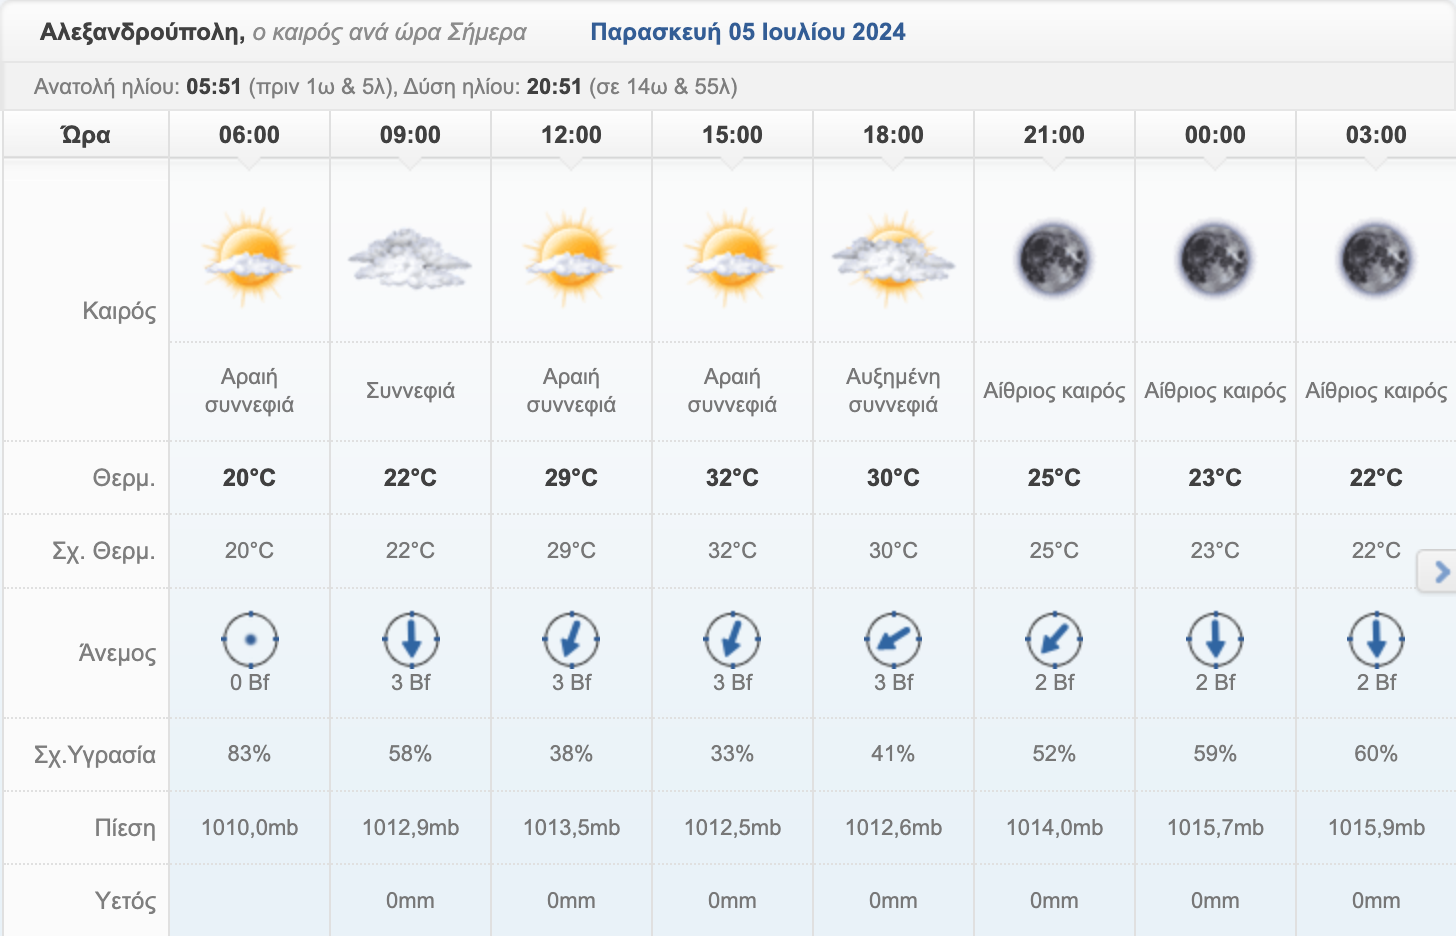 Αλεξανδρούπολη, ο καιρός ανά ώρα Σήμερα Παρασκευή 05 Ιουλίου 2024
Ανατολή ηλίου: 05:51 (πριν 1ω & 5λ), Δύση ηλίου: 20:51 (σε 14ω & 55λ)
Ώρα 06:00 09:00 12:00 15:00 18:00 21:00 00:00 03:00
Καιρός Αραιή συννεφιά Συννεφιά Αραιή συννεφιά Αραιή συννεφιά Αυξημένη συννεφιά Αίθριος καιρός Αίθριος καιρός Αίθριος καιρός
Θερμ. 20°C 22°C 29°C 32°C 30°C 25°C 23°C 22°C
Σχ. Θερμ. 20°C 22°C 29°C 32°C 30°C 25°C 23°C 22°C
Άνεμος 0 Bf 3 Bf 3 Bf 3 Bf 3 Bf 2 Bf 2 Bf 2 Bf
Σχ.Υγρασία 83% 58% 38% 33% 41% 52% 59% 60%
Πίεση 1010,0mb 1012,9mb 1013,5mb 1012,5mb 1012,6mb 1014,0mb 1015,7mb 1015,9mb
Υετός 0mm 0mm 0mm 0mm 0mm 0mm 0mm